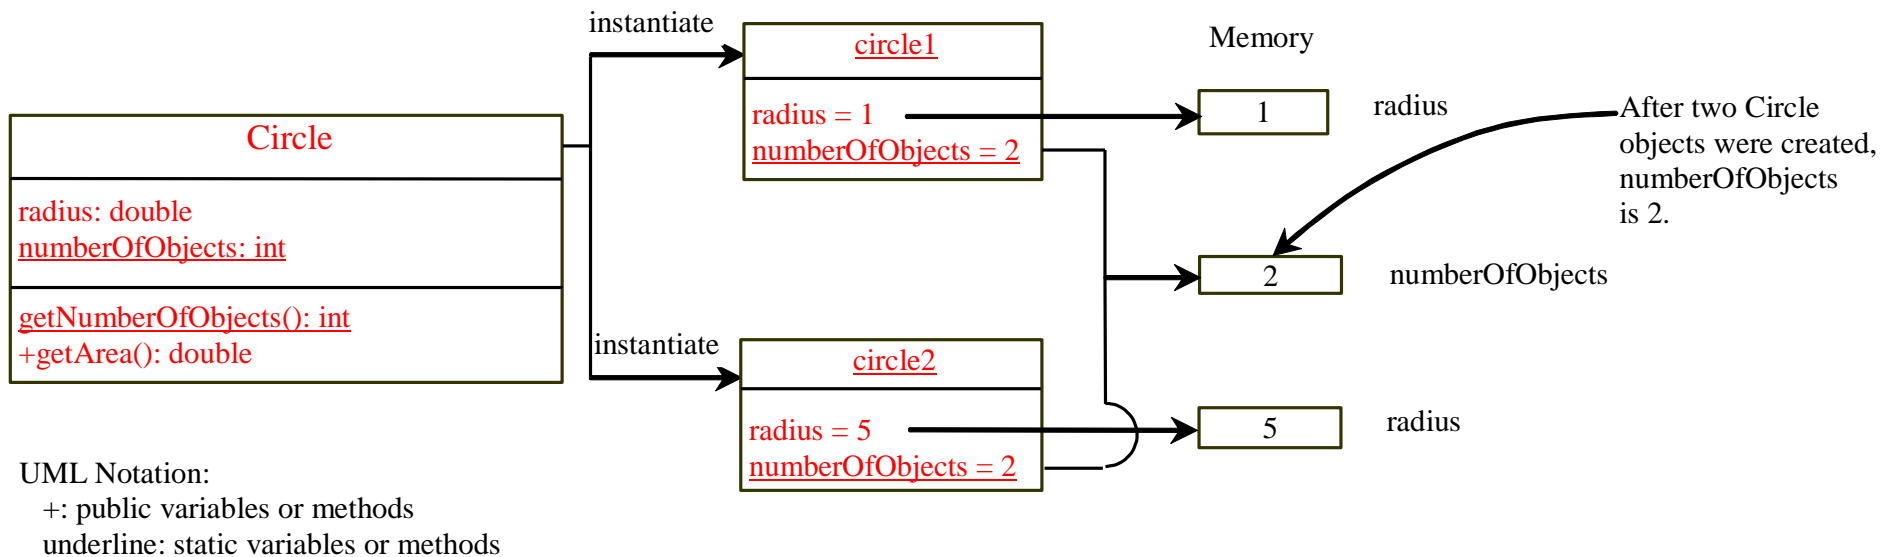 instantiate
circle1
radius = 1
numberOfObjects = 2
Memory
1
radius
After two Circle
objects were created,
numberOfObjects
is 2.
Circle
radius: double
numberOfObjects: int
getNumberOfObjects(): int
+getArea(): double
2
numberOfObjects
instantiate
circle2
radius = 5
numberOfObjects = 2
5
radius
UML Notation:
+: public variables or methods
underline: static variables or methods